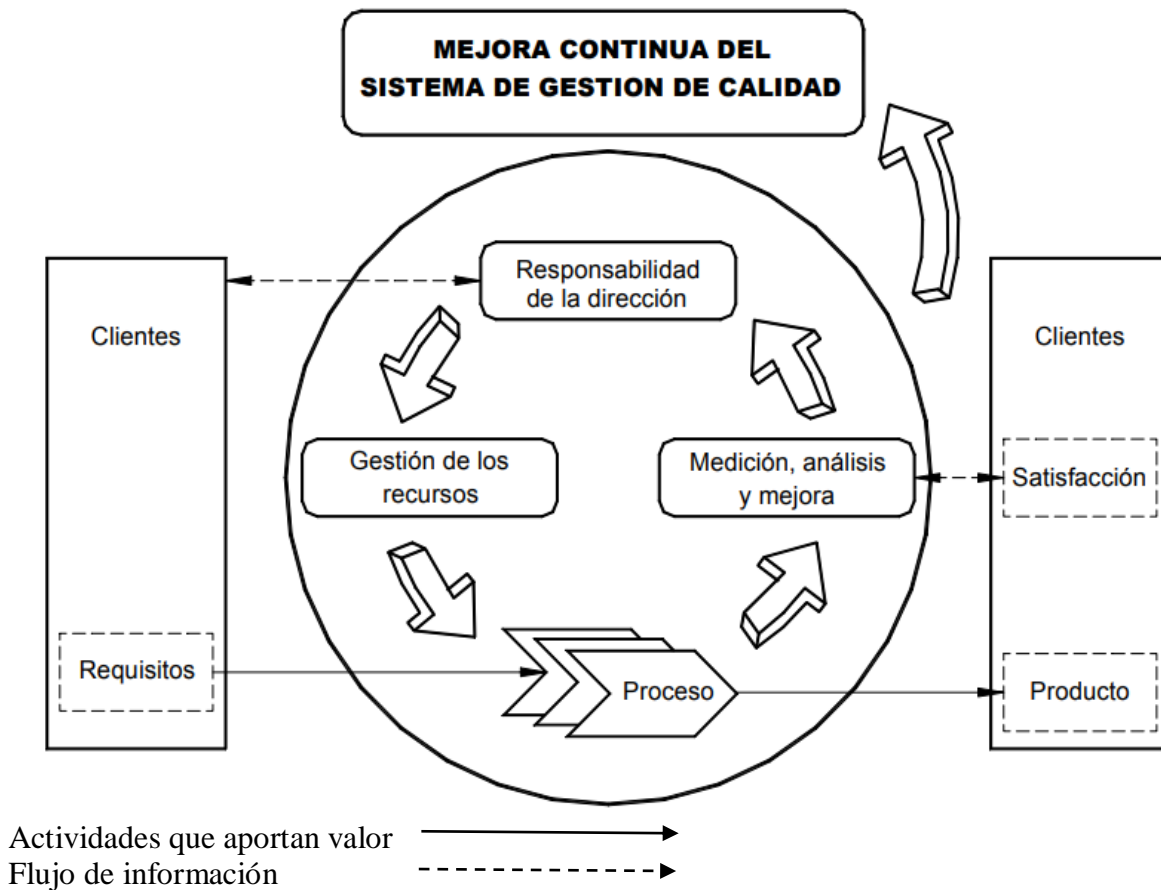 MEJORA CONTINUA DEL
SISTEMA DE GESTION DE CALIDAD
Responsabilidad
de la dirección
Clientes
Clientes
Gestión de los
recursos
Medición, análisis
y mejora
Satisfacción
Requisitos
Proceso
Producto
Actividades que aportan valor
Flujo de información